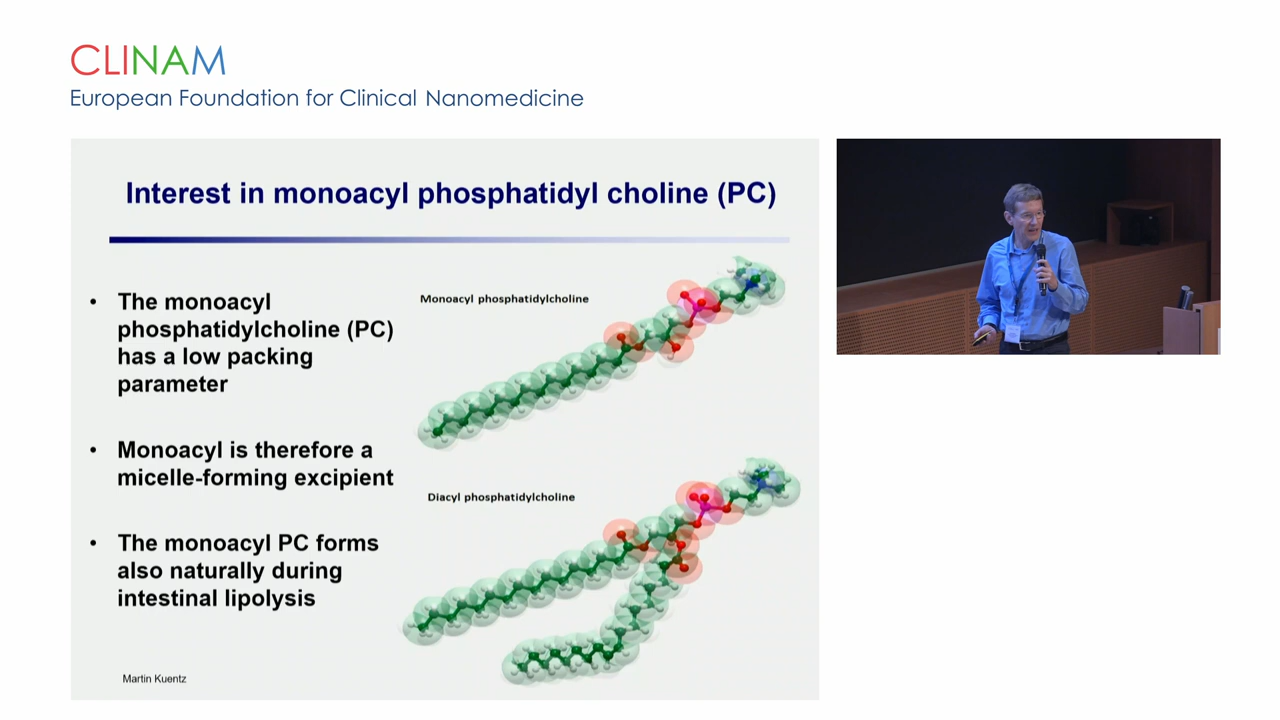 CLINAM
European Foundation for Clinical Nanomedicine
Interest in monoacyl phosphatidyl choline (PC)
• The monoacyl
phosphatidylcholine (PC)
has a low packing
parameter
• Monoacyl is therefore a
micelle-forming excipient
• The monoacyl PC forms
also naturally during
intestinal lipolysis
Monoacyl phosphatidylcholine
Diacyl phosphatidylcholine
Martin Kuentz